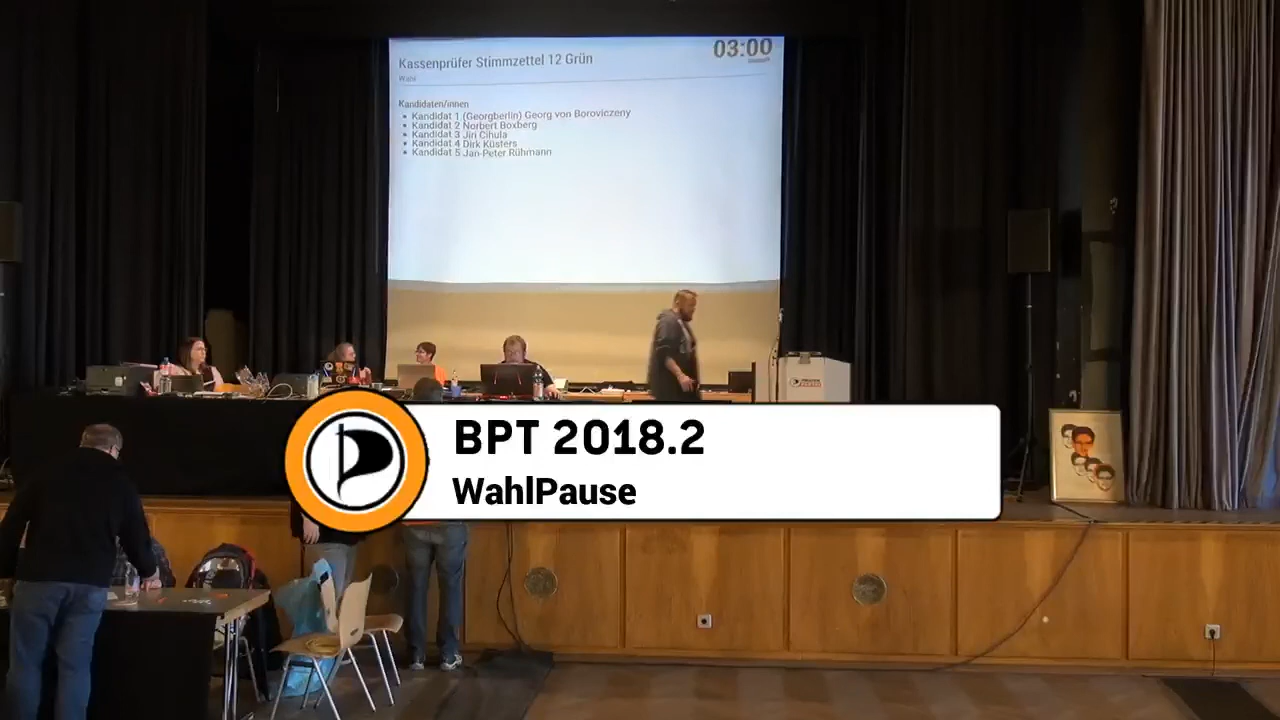 Kassenprüfer Stimmzettel 12 Grün
03:00
Wahl
Kandidaten/innen
Kandidat 1 (Georgberlin) Georg von Boroviczeny
Kandidat 2 Norbert Boxberg
Kandidat 3 Jiri Cihula
Kandidat 4 Dirk Küsters
Kandidat 5 Jan-Peter Rühmann
BPT 2018.2
WahlPause